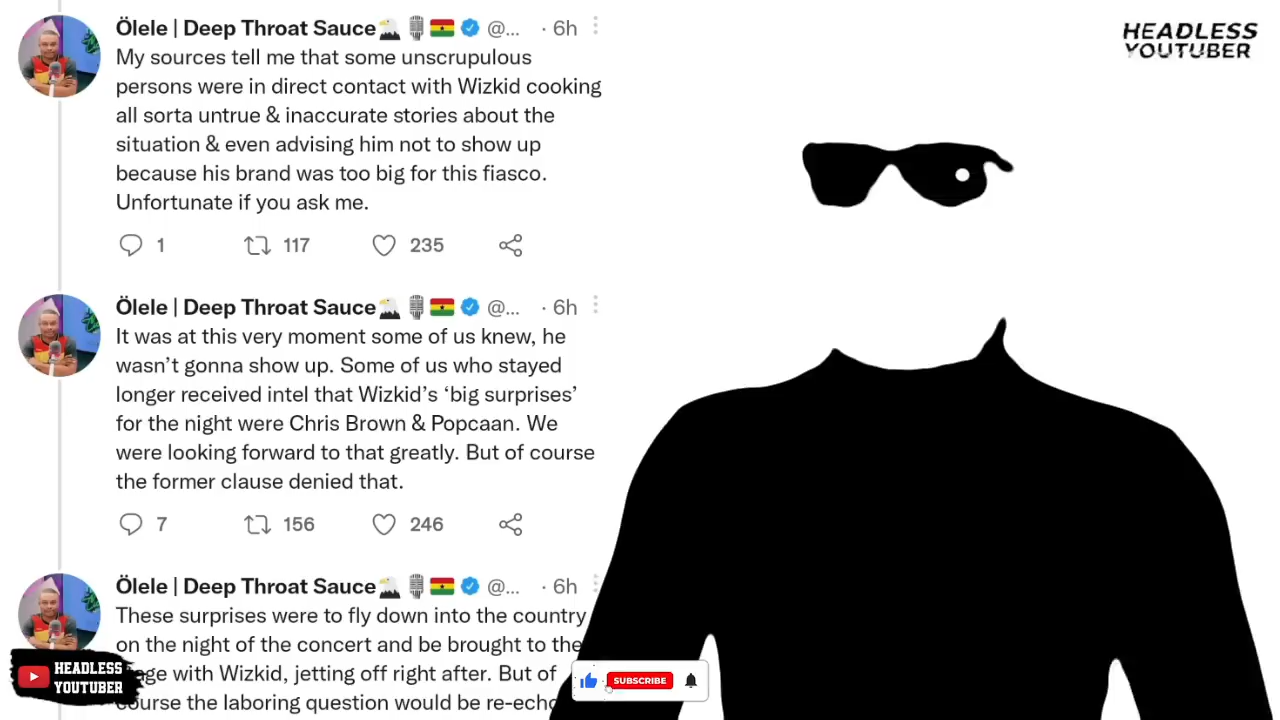 Ölele | Deep Throat Sauce🦅🎙️🇬🇭 @... · 6h
My sources tell me that some unscrupulous
persons were in direct contact with Wizkid cooking
all sorta untrue & inaccurate stories about the
situation & even advising him not to show up
because his brand was too big for this fiasco.
Unfortunate if you ask me.
1 117 235
Ölele | Deep Throat Sauce🦅🎙️🇬🇭 @... · 6h
It was at this very moment some of us knew, he
wasn't gonna show up. Some of us who stayed
longer received intel that Wizkid's 'big surprises'
for the night were Chris Brown & Popcaan. We
were looking forward to that greatly. But of course
the former clause denied that.
7 156 246
Ölele | Deep Throat Sauce🦅🎙️🇬🇭 @... · 6h
These surprises were to fly down into the country
on the night of the concert and be brought to the
with Wizkid, jetting off right after. But of
course the laboring question would be
HEADLESS
YOUTUBER
HEADLESS
YOUTUBER
SUBSCRIBE